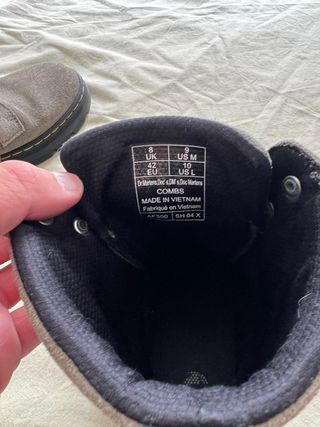 8 UK 9 US M
42 EU 10 US L
Dr.Martens,Doc's,DM's,Doc Martens
COMBS
MADE IN VIETNAM
Fabriqué en Vietnam
SH 04 X